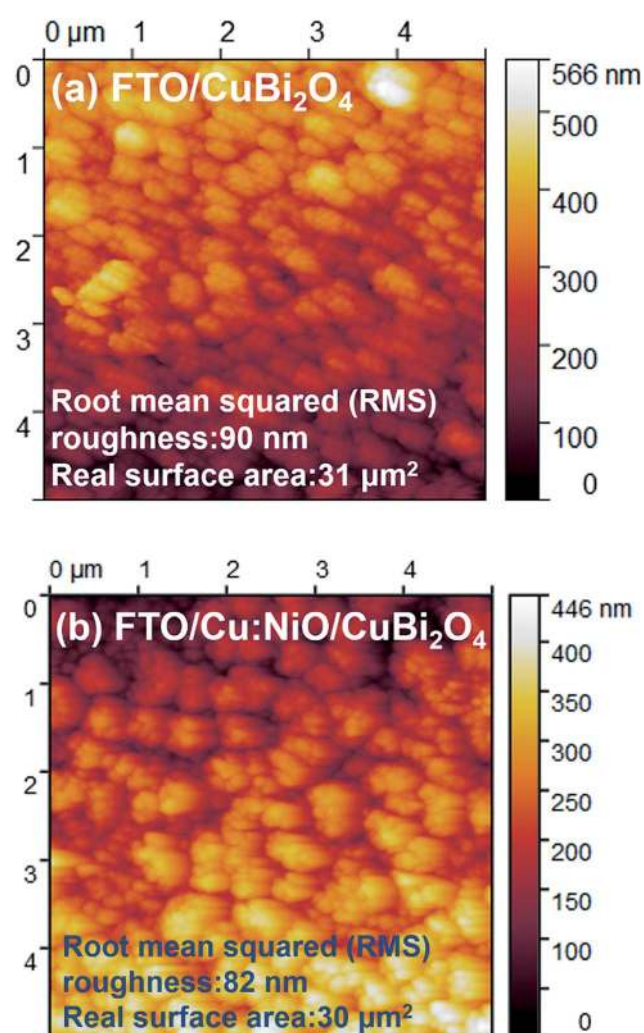 0 µm 1 2 3 4
0
1
2
3
4
(a) FTO/CuBi₂O₄
Root mean squared (RMS)
roughness:90 nm
Real surface area:31 µm²
566 nm
500
400
300
200
100
0
0 µm 1 2 3 4
0
1
2
3
4
(b) FTO/Cu:NiO/CuBi₂O₄
Root mean squared (RMS)
roughness:82 nm
Real surface area:30 µm²
446 nm
400
350
300
250
200
150
100
0